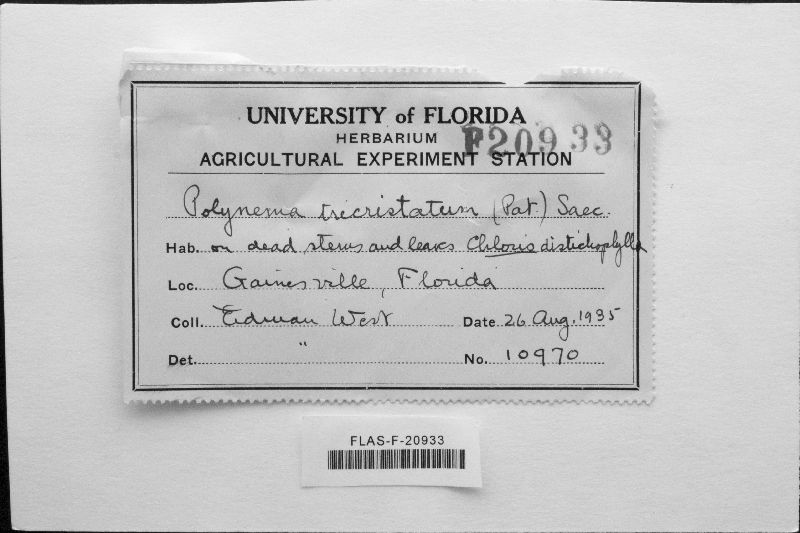 UNIVERSITY of FLORIDA
HERBARIUM
F20933
AGRICULTURAL EXPERIMENT STATION
Polynema tricristatum (Pat.) Sacc.
Hab. on dead stems and leaves Chloris distichophylla
Loc. Gainesville, Florida
Coll. Erdman West Date 26 Aug. 1935
Det. " No. 10970
FLAS-F-20933